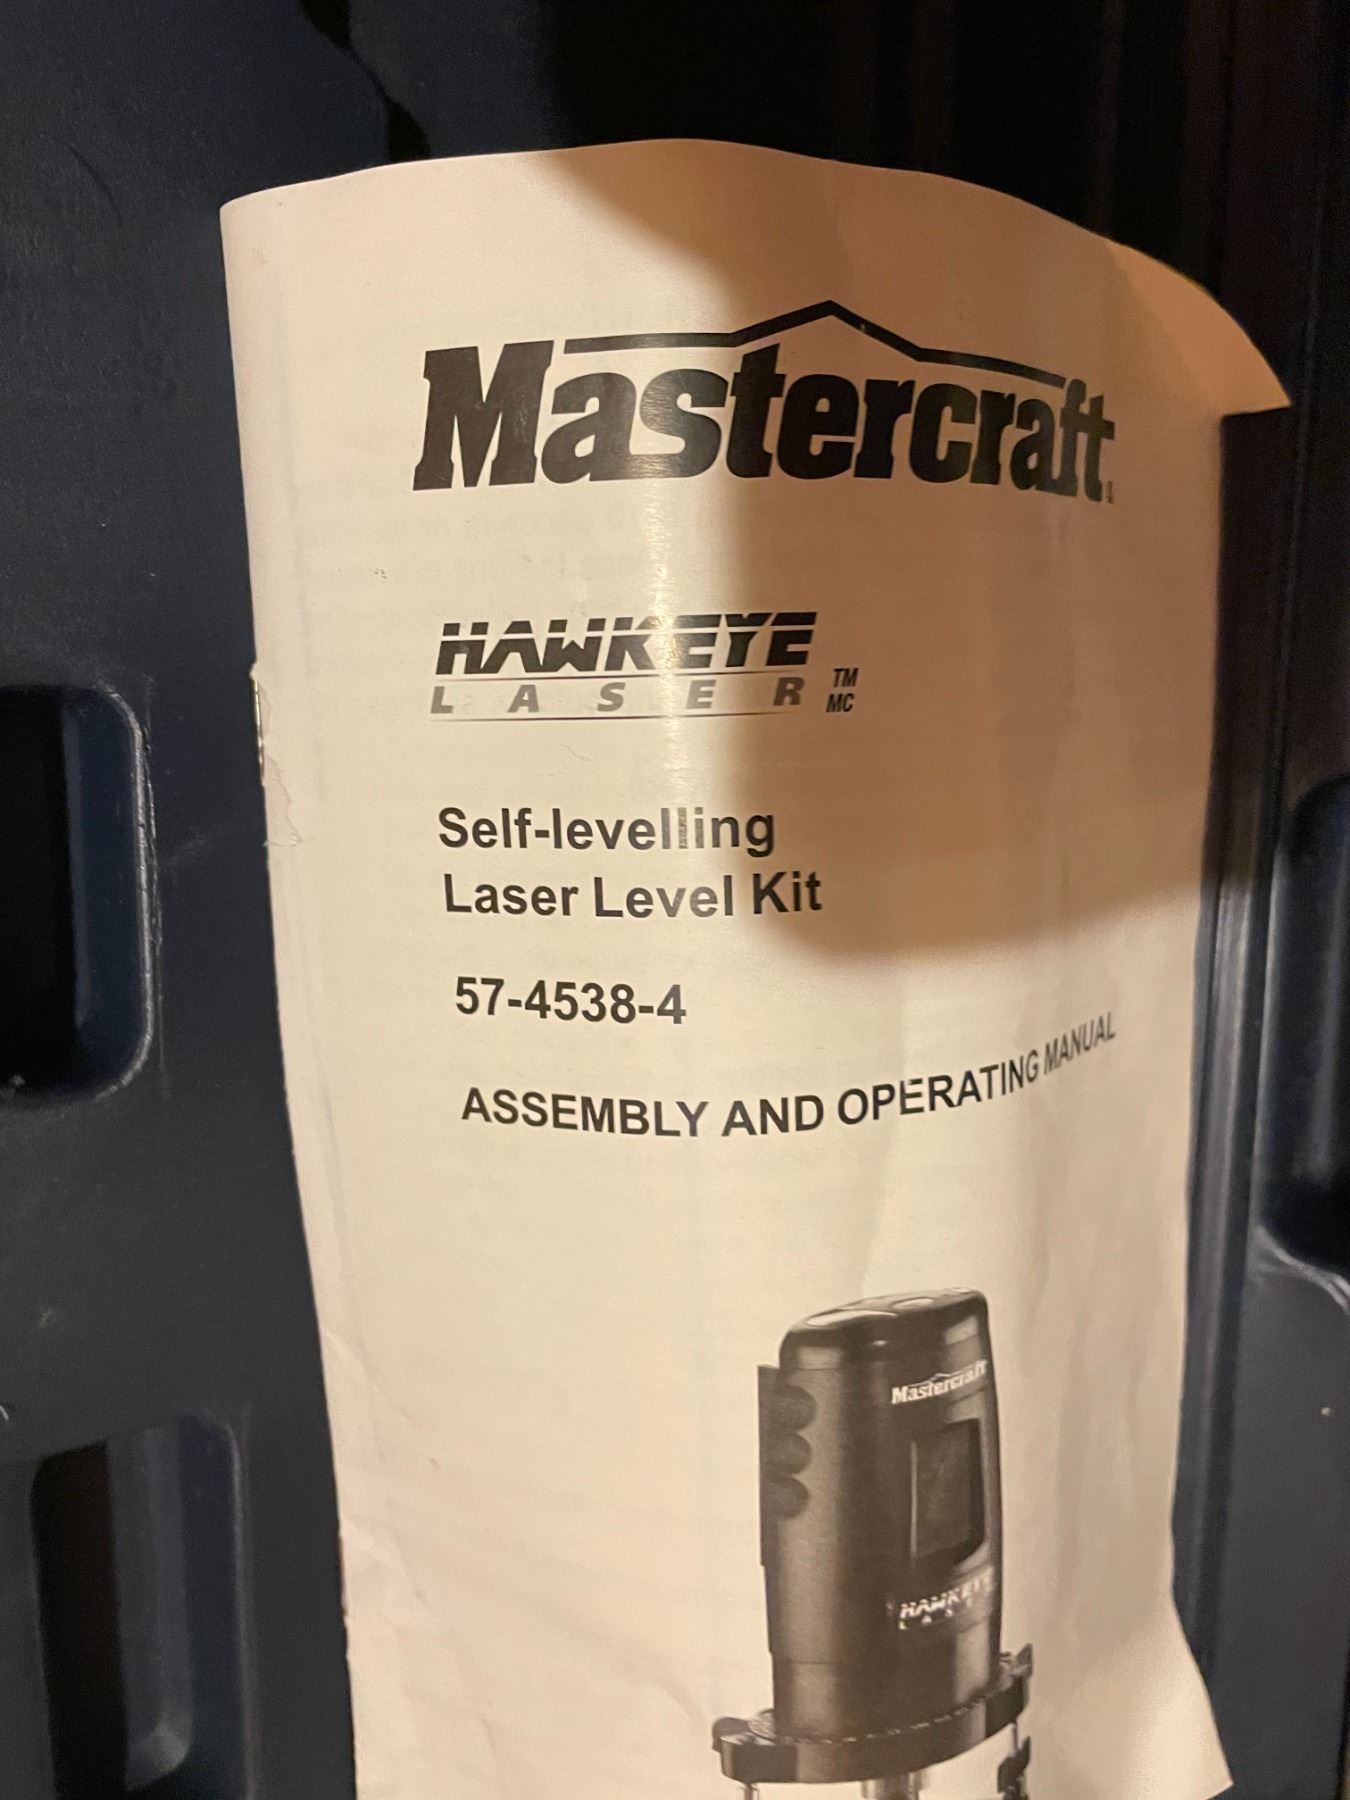 Mastercraft
HAWKEYE
LASER TM
MC
Self-levelling
Laser Level Kit
57-4538-4
ASSEMBLY AND OPERATING MANUAL
Mastercraft
HAWKEYE
LASER